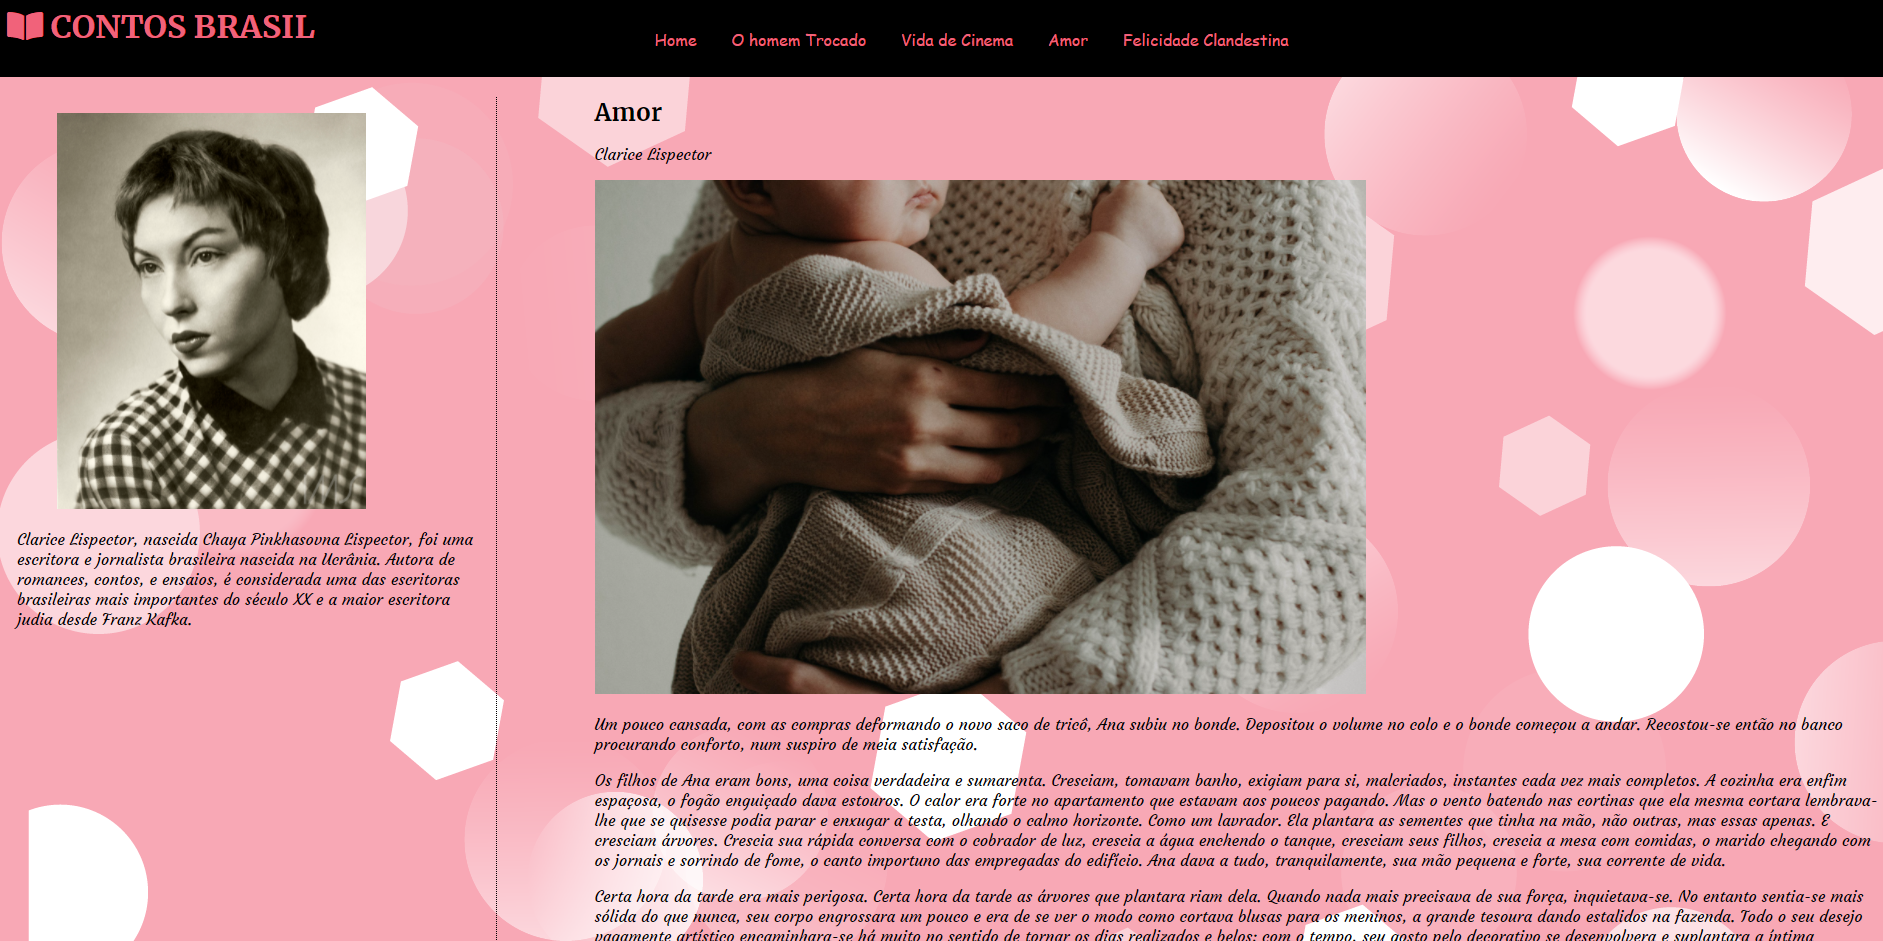 CONTOS BRASIL
Home O homem Trocado Vida de Cinema Amor Felicidade Clandestina
Clarice Lispector, nascida Chaya Pinkhasovna Lispector, foi uma
escritora e jornalista brasileira nascida na Ucrânia. Autora de
romances, contos, e ensaios, é considerada uma das escritoras
brasileiras mais importantes do século XX e a maior escritora
judia desde Franz Kafka.
Amor
Clarice Lispector
Um pouco cansada, com as compras deformando o novo saco de tricô, Ana subiu no bonde. Depositou o volume no colo e o bonde começou a andar. Recostou-se então no banco
procurando conforto, num suspiro de meia satisfação.
Os filhos de Ana eram bons, uma coisa verdadeira e sumarenta. Cresciam, tomavam banho, exigiam para si, malcriados, instantes cada vez mais completos. A cozinha era enfim
espaçosa, o fogão enguiçado dava estouros. O calor era forte no apartamento que estavam aos poucos pagando. Mas o vento batendo nas cortinas que ela mesma cortara lembrava-
lhe que se quisesse podia parar e enxugar a testa, olhando o calmo horizonte. Como um lavrador. Ela plantara as sementes que tinha na mão, não outras, mas essas apenas. E
cresciam árvores. Crescia sua rápida conversa com o cobrador de luz, crescia a água enchendo o tanque, cresciam seus filhos, crescia a mesa com comidas, o marido chegando com
os jornais e sorrindo de fome, o canto importuno das empregadas do edifício. Ana dava a tudo, tranquilamente, sua mão pequena e forte, sua corrente de vida.
Certa hora da tarde era mais perigosa. Certa hora da tarde as árvores que plantara riam dela. Quando nada mais precisava de sua força, inquietava-se. No entanto sentia-se mais
sólida do que nunca, seu corpo engrossara um pouco e era de se ver o modo como cortava blusas para os meninos, a grande tesoura dando estalidos na fazenda. Todo o seu desejo
vagamente artístico encaminhara-se há muito no sentido de tornar os dias realizados e belos; com o tempo, seu gosto pelo decorativo se desenvolvera e suplantara a íntima